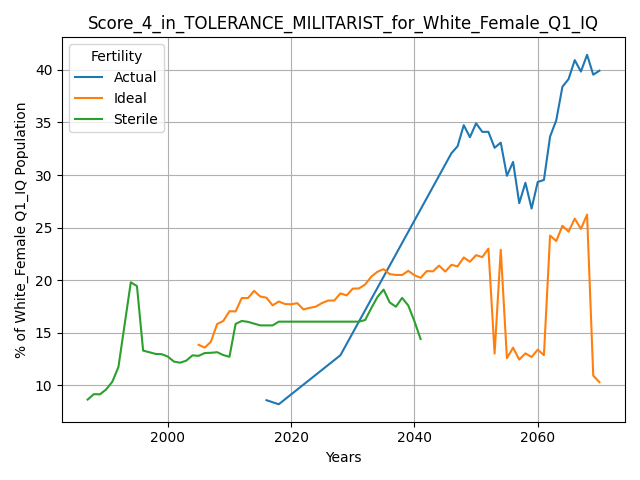 Score_4_in_TOLERANCE_MILITARIST_for_White_Female_Q1_IQ
Fertility
Actual
Ideal
Sterile
% of White_Female Q1_IQ Population
40
35
30
25
20
15
10
2000
2020
2040
2060
Years